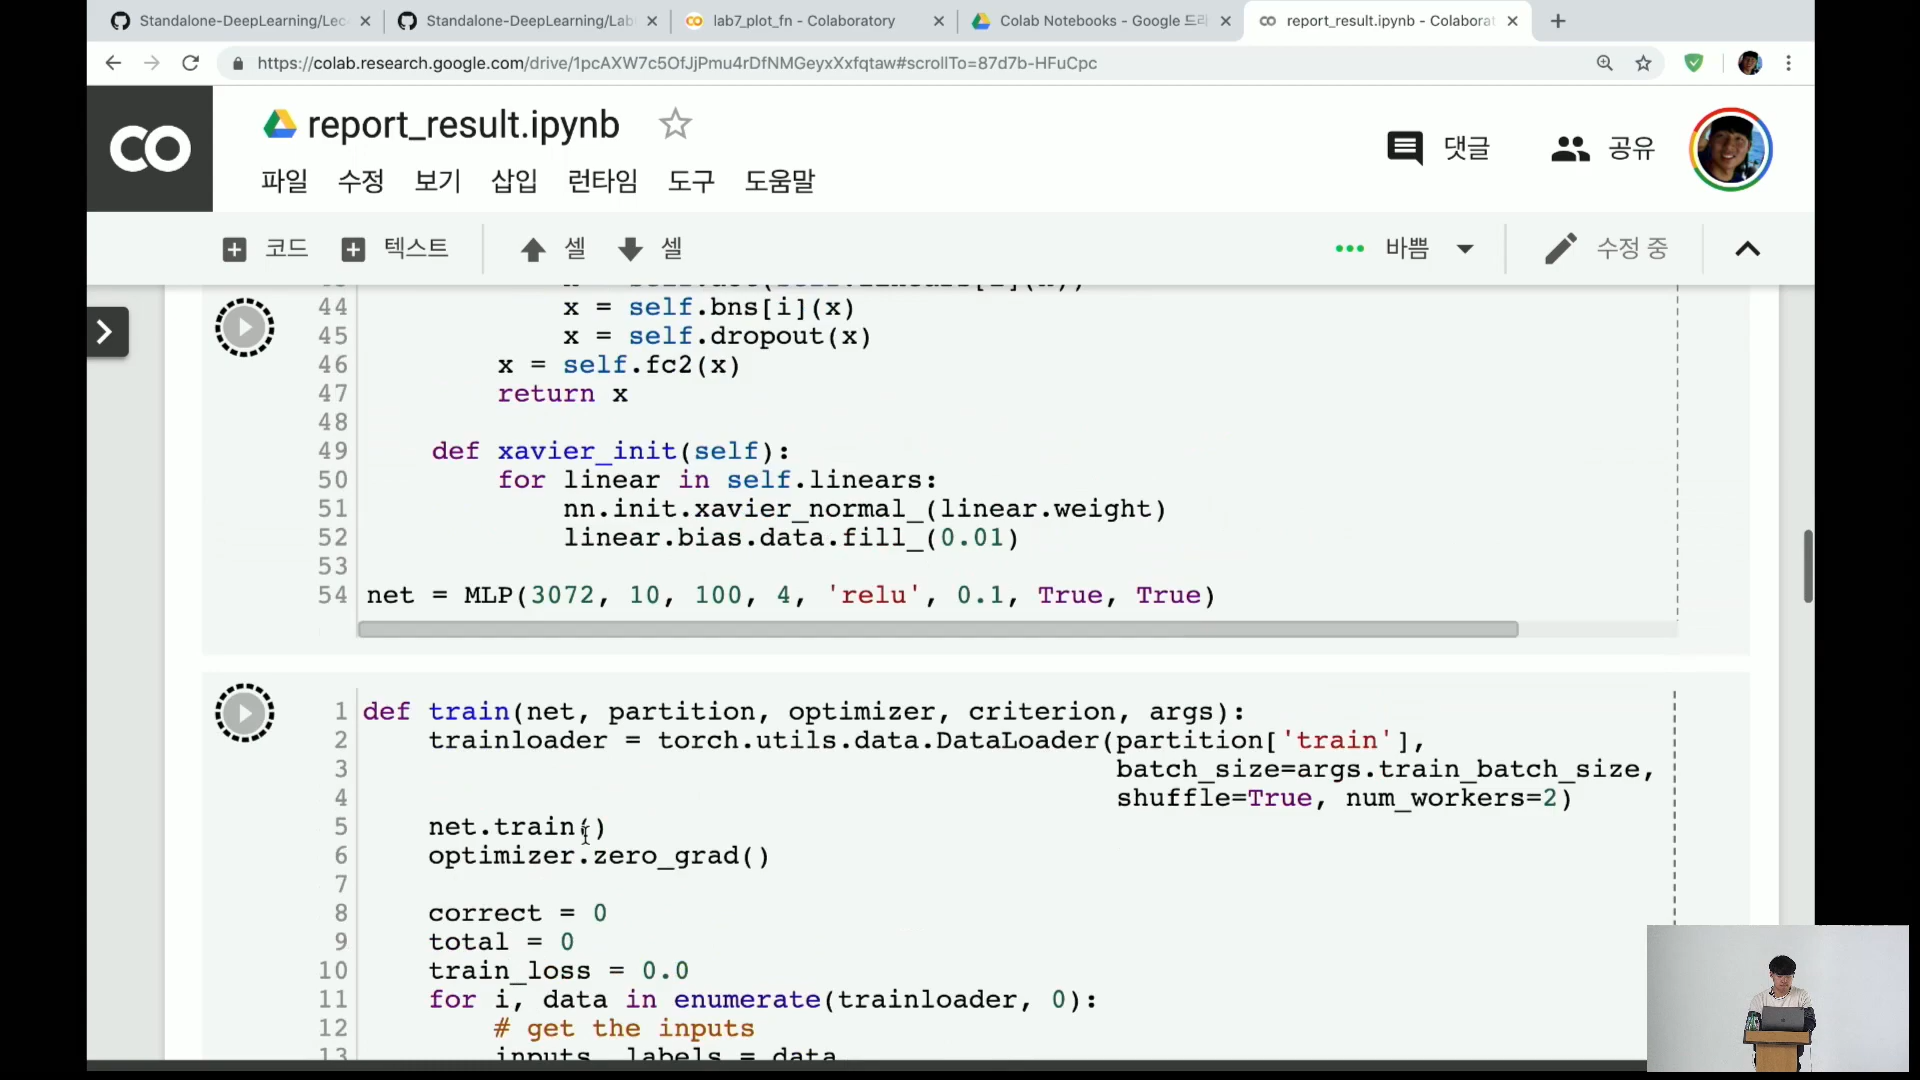 Standalone-DeepLearning/Lec
Standalone-DeepLearning/Lab
lab7_plot_fn - Colaboratory
Colab Notebooks - Google 드라
report_result.ipynb - Colaborat
https://colab.research.google.com/drive/1pcAXW7c5OfJjPmu4rDfNMGeyxXxfqtaw#scrollTo=87d7b-HFuCpc
CO
report_result.ipynb
댓글
공유
파일 수정 보기 삽입 런타임 도구 도움말
코드 텍스트 셀 셀 바쁨 수정 중
44 x = self.bns[i](x)
45 x = self.dropout(x)
46 x = self.fc2(x)
47 return x
48
49 def xavier_init(self):
50 for linear in self.linears:
51 nn.init.xavier_normal_(linear.weight)
52 linear.bias.data.fill_(0.01)
53
54 net = MLP(3072, 10, 100, 4, 'relu', 0.1, True, True)
1 def train(net, partition, optimizer, criterion, args):
2 trainloader = torch.utils.data.DataLoader(partition['train'],
3 batch_size=args.train_batch_size,
4 shuffle=True, num_workers=2)
5 net.train()
6 optimizer.zero_grad()
7
8 correct = 0
9 total = 0
10 train_loss = 0.0
11 for i, data in enumerate(trainloader, 0):
12 # get the inputs
13 inputs, labels = data